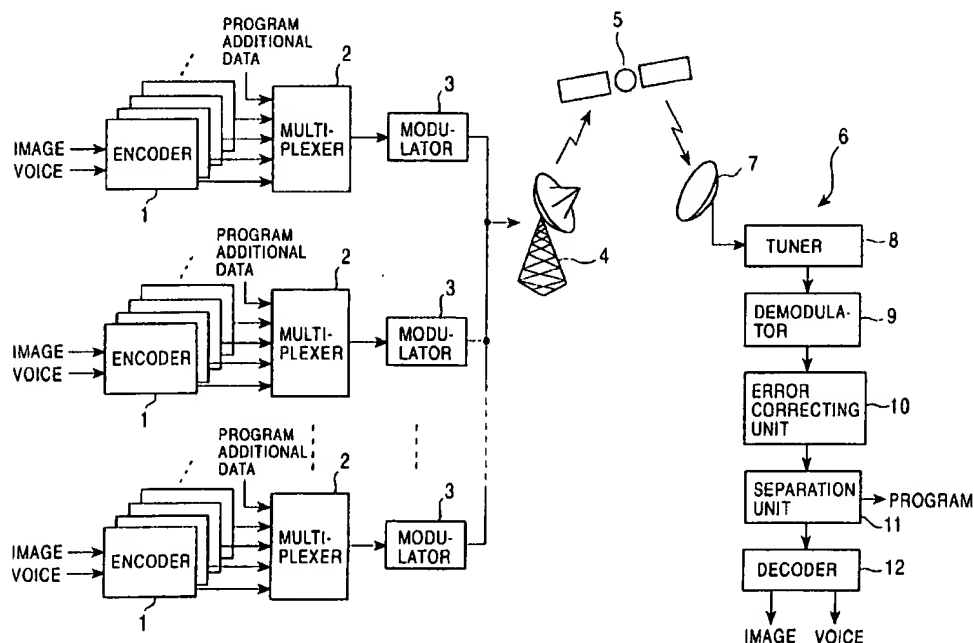 PROGRAM
ADDITIONAL
DATA
2
3
IMAGE
VOICE
ENCODER
MULTI-
PLEXER
MODU-
LATOR
1
5
4
7
6
PROGRAM
ADDITIONAL
DATA
2
3
IMAGE
VOICE
ENCODER
MULTI-
PLEXER
MODU-
LATOR
1
PROGRAM
ADDITIONAL
DATA
2
3
IMAGE
VOICE
ENCODER
MULTI-
PLEXER
MODU-
LATOR
1
TUNER
8
DEMODULA-
TOR
9
ERROR
CORRECTING
UNIT
10
SEPARATION
UNIT
PROGRAM
11
DECODER
12
IMAGE VOICE